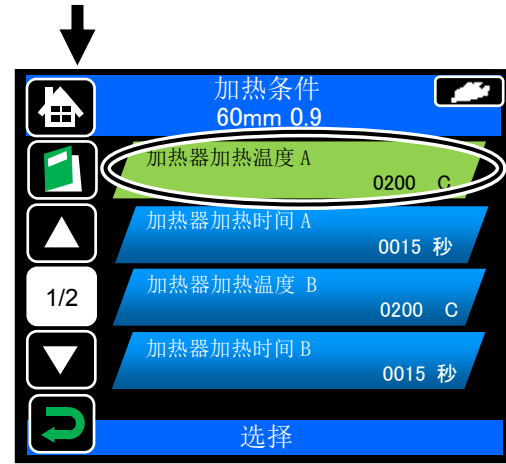 加热条件
60mm 0.9
加热器加热温度 A
0200 C
加热器加热时间 A
0015 秒
1/2
加热器加热温度 B
0200 C
加热器加热时间 B
0015 秒
选择